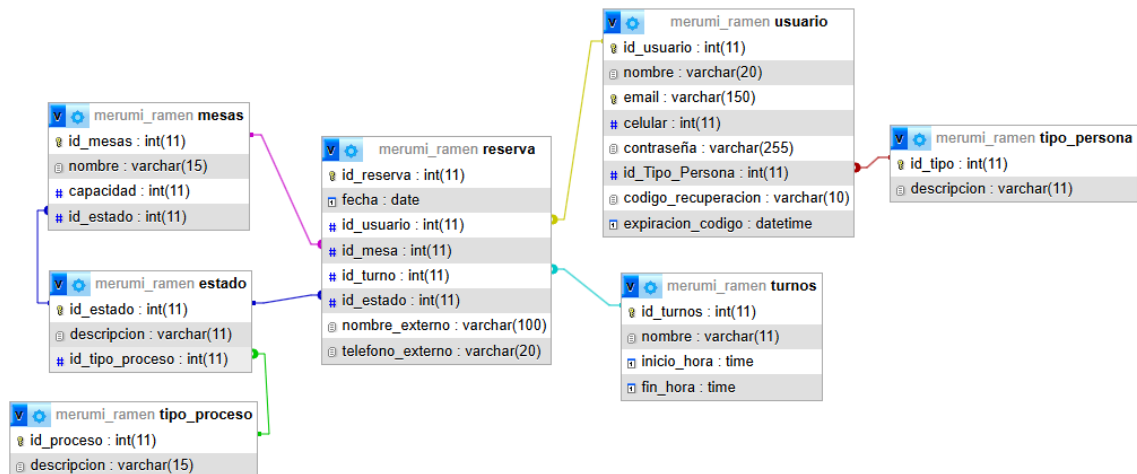 merumi_ramen usuario
id_usuario : int(11)
nombre : varchar(20)
email : varchar(150)
celular : int(11)
contraseña : varchar(255)
id_Tipo_Persona : int(11)
codigo_recuperacion : varchar(10)
expiracion_codigo : datetime
merumi_ramen mesas
id_mesas : int(11)
nombre : varchar(15)
capacidad : int(11)
id_estado : int(11)
merumi_ramen reserva
id_reserva : int(11)
fecha : date
id_usuario : int(11)
id_mesa : int(11)
id_turno : int(11)
id_estado : int(11)
nombre_externo : varchar(100)
telefono_externo : varchar(20)
merumi_ramen tipo_persona
id_tipo : int(11)
descripcion : varchar(11)
merumi_ramen estado
id_estado : int(11)
descripcion : varchar(11)
id_tipo_proceso : int(11)
merumi_ramen turnos
id_turnos : int(11)
nombre : varchar(11)
inicio_hora : time
fin_hora : time
merumi_ramen tipo_proceso
id_proceso : int(11)
descripcion : varchar(15)